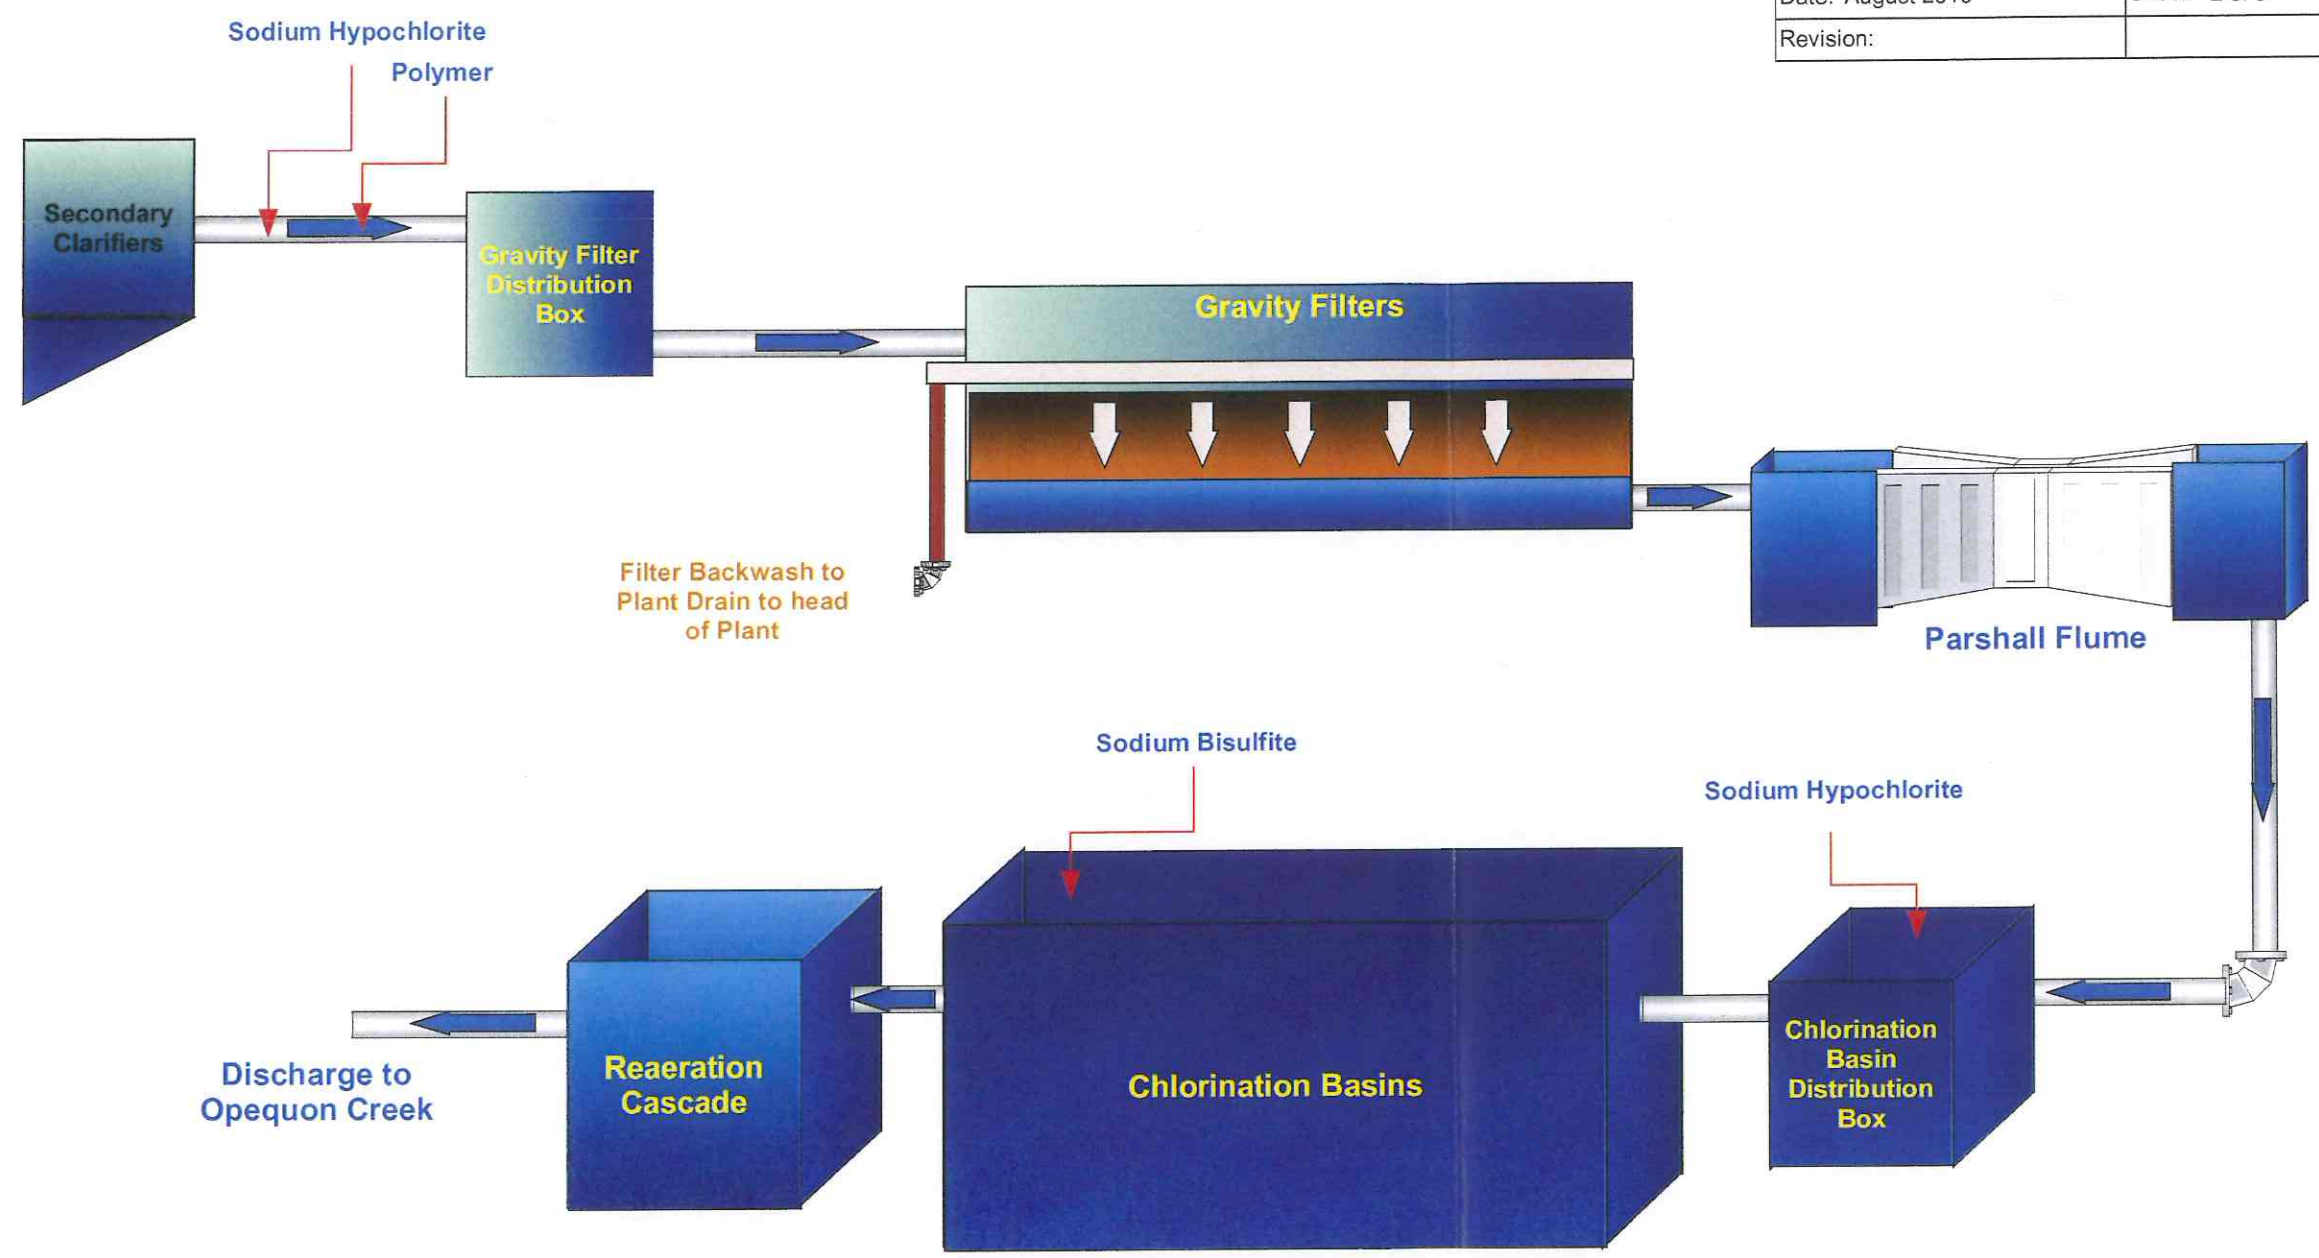 Revision:
Sodium Hypochlorite
Polymer
Secondary
Clarifiers
Gravity Filter
Distribution
Box
Gravity Filters
Filter Backwash to
Plant Drain to head
of Plant
Parshall Flume
Sodium Bisulfite
Sodium Hypochlorite
Chlorination
Basin
Distribution
Box
Chlorination Basins
Reaeration
Cascade
Discharge to
Opequon Creek